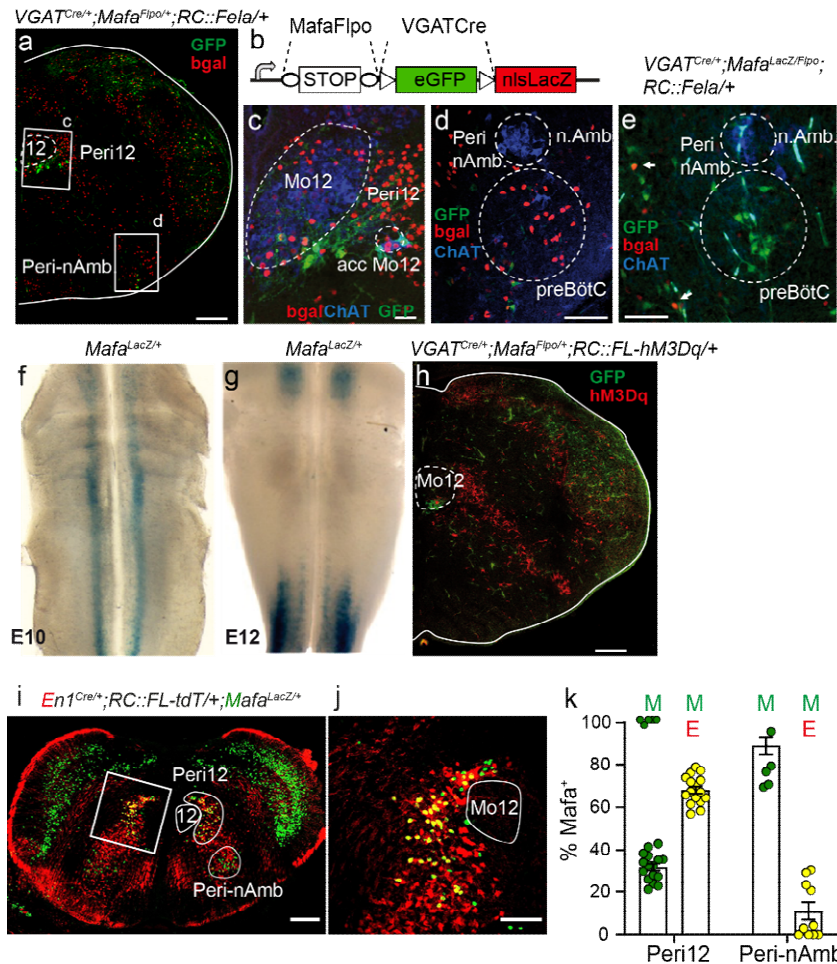 VGATCre/+;MafaFlpo/+;RC::Fela/+
a
GFP
bgal
c
12
Peri12
d
Peri-nAmb
b
MafaFlpo
VGATCre
STOP
eGFP
nlsLacZ
c
Mo12
Peri12
acc Mo12
bgalChAT GFP
d
Peri
nAmb
n.Amb
GFP
bgal
ChAT
preBötC
VGATCre/+;MafaLacZ/Flpo;
RC::Fela/+
e
Peri
nAmb
n.Amb.
GFP
bgal
ChAT
preBötC
MafaLacZ/+
f
E10
MafaLacZ/+
g
E12
VGATCre/+;MafaFlpo/+;RC::FL-hM3Dq/+
h
GFP
hM3Dq
Mo12
i
En1Cre/+;RC::FL-tdT/+;MafaLacZ/+
Peri12
12
Peri-nAmb
j
Mo12
k
M M M M
E E
% Mafa+
100
80
60
40
20
0
Peri12
Peri-nAmb